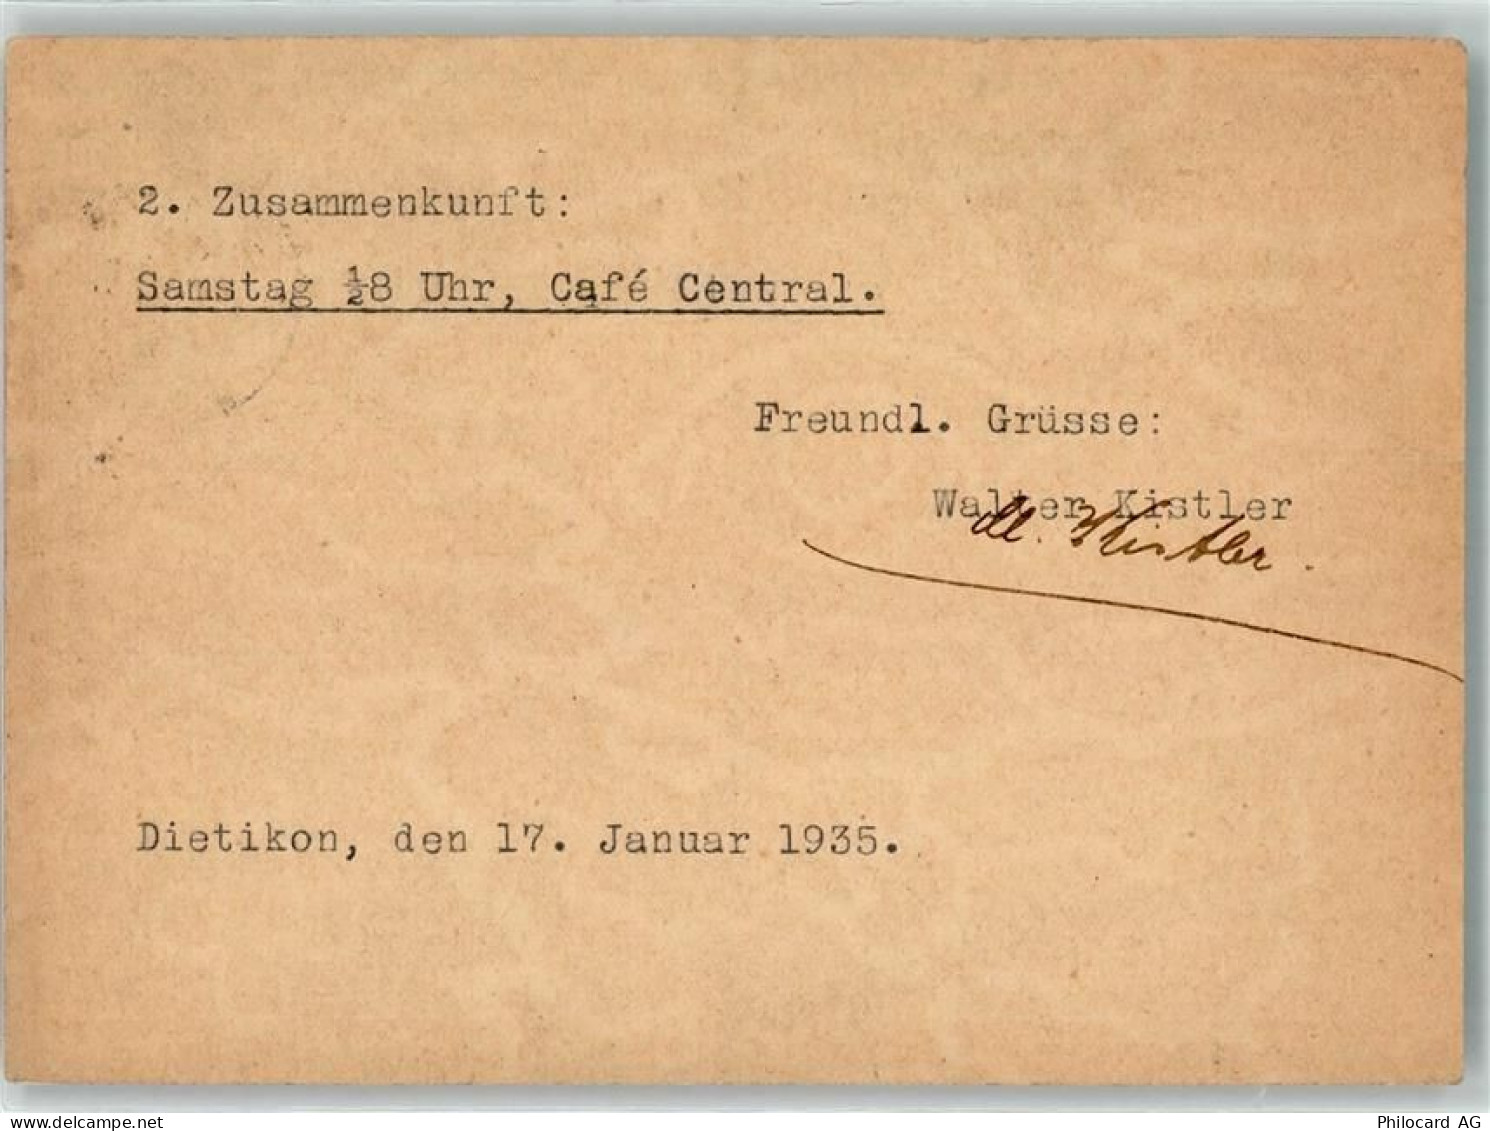 2. Zusammenkunft:
Samstag ½8 Uhr, Café Central.
Freundl. Grüsse:
Walter Kistler
W. Kistler.
Dietikon, den 17. Januar 1935.
delcampe.net
Philocard AG